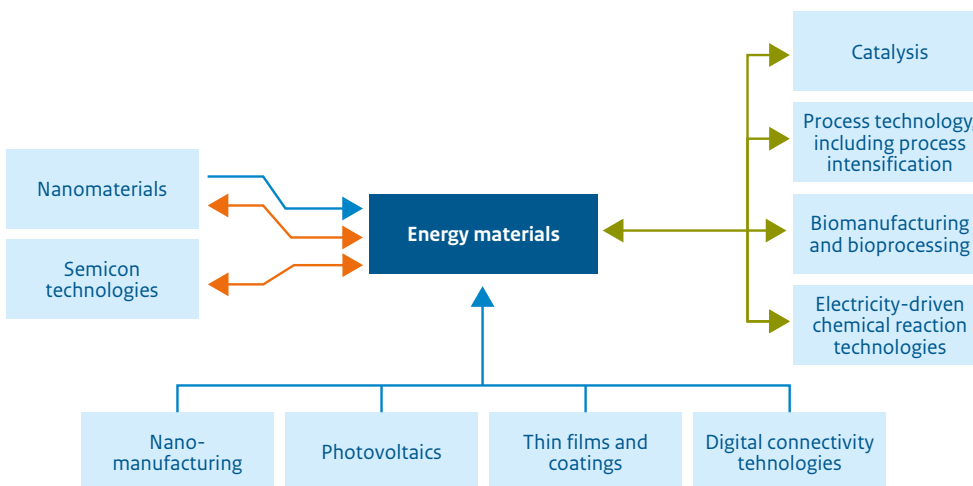 Catalysis
Process technology,
including process
intensification
Nanomaterials
Energy materials
Biomanufacturing
and bioprocessing
Semicon
technologies
Electricity-driven
chemical reaction
technologies
Nano-
manufacturing
Photovoltaics
Thin films and
coatings
Digital connectivity
tehnologies